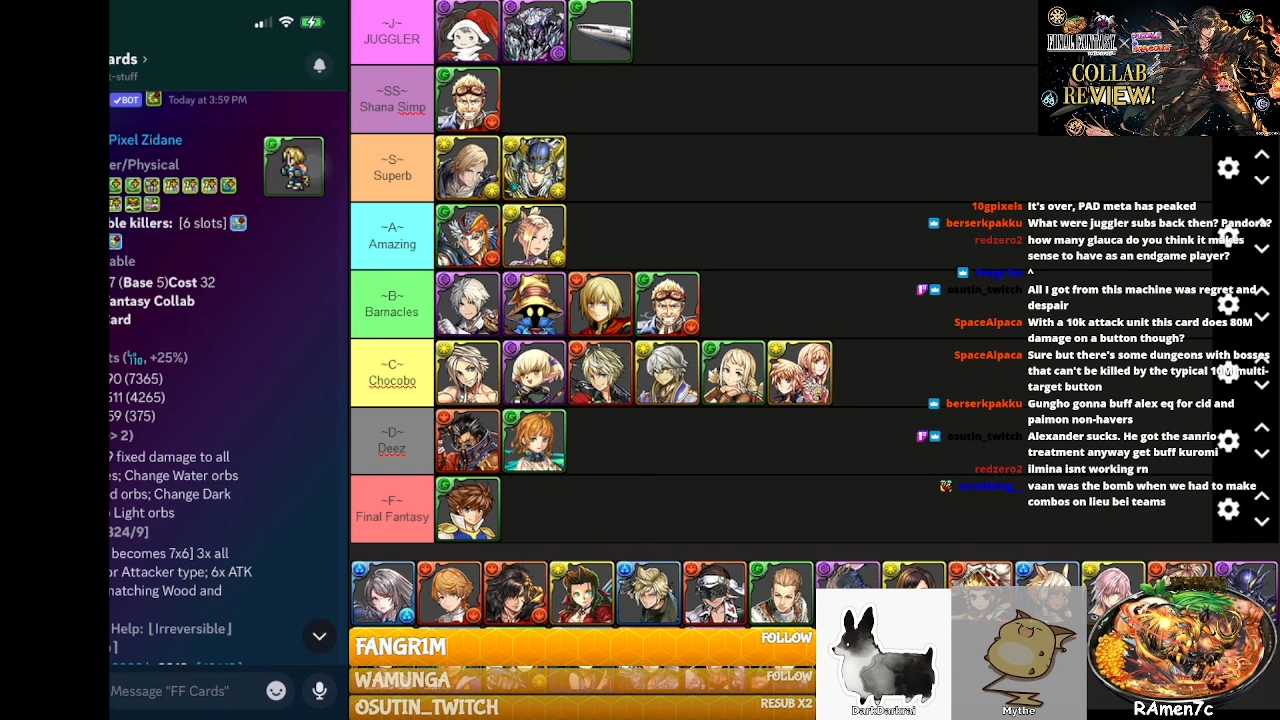 ards ›
t-stuff
BOT
Today at 3:59 PM
Pixel Zidane
er/Physical
ble killers: [6 slots]
able
7 (Base 5)Cost 32
antasy Collab
ard
+25%)
90 (7365)
511 (4265)
59 (375)
> 2)
9 fixed damage to all
es; Change Water orbs
d orbs; Change Dark
Light orbs
324/9]
becomes 7x6] 3x all
or Attacker type; 6x ATK
matching Wood and
Help: [Irreversible]
Message "FF Cards"
~J~
JUGGLER
~SS~
Shana Simp
~S~
Superb
~A~
Amazing
~B~
Barnacles
~C~
Chocobo
~D~
Deez
~F~
Final Fantasy
FINAL FANTASY
PUZZLE & DRAGONS
COLLAB
REVIEW!
10gpixels It's over, PAD meta has peaked
berserkpakku What were juggler subs back then? Pandora?
redzero2 how many glauca do you think it makes
sense to have as an endgame player?
Fangr1m ^
osutin_twitch All I got from this machine was regret and
despair
SpaceAlpaca With a 10k attack unit this card does 80M
damage on a button though?
SpaceAlpaca Sure but there's some dungeons with bosses
that can't be killed by the typical 10M multi-
target button
berserkpakku Gungho gonna buff alex eq for cid and
paimon non-havers
osutin_twitch Alexander sucks. He got the sanrio
treatment anyway get buff kuromi
redzero2 ilmina isnt working rn
vaan was the bomb when we had to make
combos on lieu bei teams
FANGR1M
FOLLOW
WAMUNGA
FOLLOW
OSUTIN_TWITCH
RESUB X2
DarkDarkrai
Mythe
RAmen7c